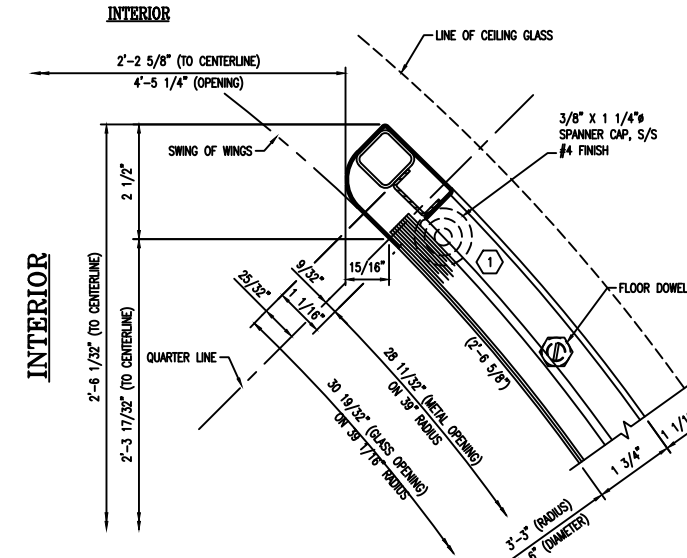 INTERIOR
LINE OF CEILING GLASS
2'-2 5/8" (TO CENTERLINE)
4'-5 1/4" (OPENING)
3/8" X 1 1/4"ø
SPANNER CAP, S/S
#4 FINISH
SWING OF WINGS
2 1/2"
INTERIOR
2'-6 1/32" (TO CENTERLINE)
2'-3 17/32" (TO CENTERLINE)
15/16"
9/32"
25/32"
1 1/16"
1
FLOOR DOWEL
QUARTER LINE
(2'-6 5/8")
28 11/32" (METAL OPENING)
ON 39" RADIUS
30 19/32" (GLASS OPENING)
ON 39 1/16" RADIUS
1 3/4"
3'-3" (RADIUS)
6" (DIAMETER)